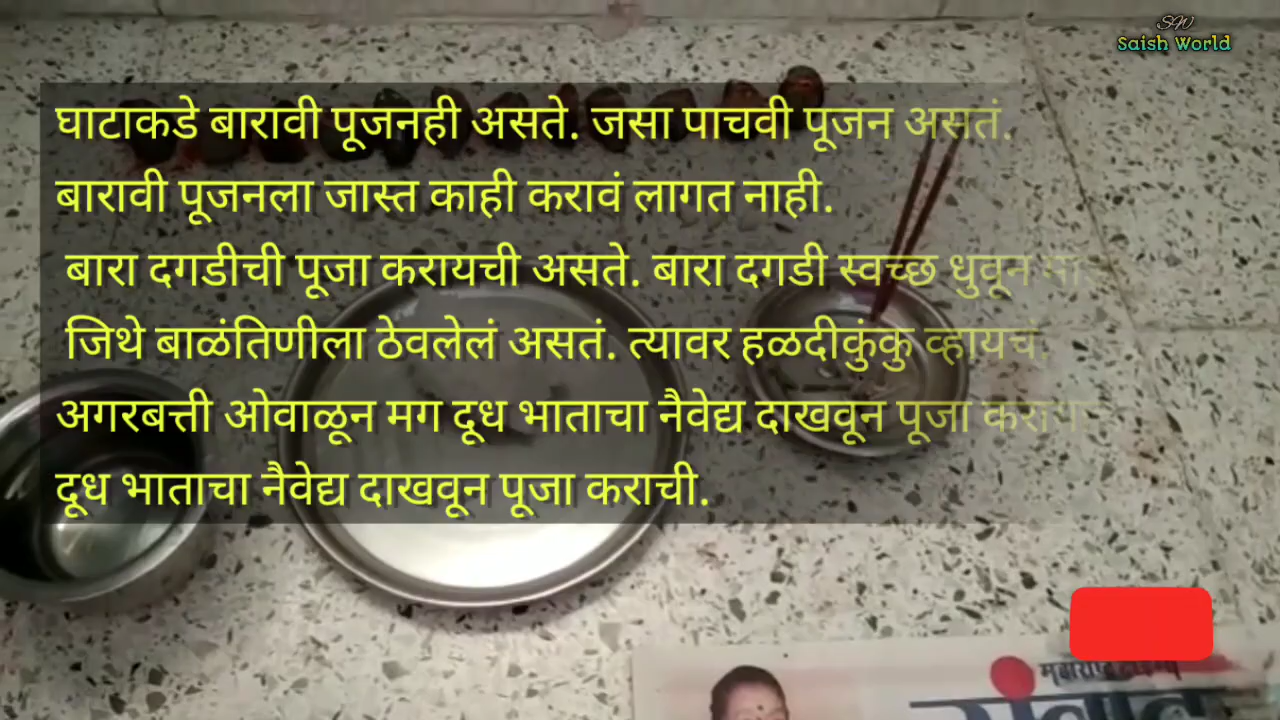 SW
Saish World
घाटाकडे बारावी पूजनही असते. जसा पाचवी पूजन असतं.
बारावी पूजनला जास्त काही करावं लागत नाही.
बारा दगडीची पूजा करायची असते. बारा दगडी स्वच्छ धुवून
जिथे बाळंतिणीला ठेवलेलं असतं. त्यावर हळदीकुंकु व्हायचं.
अगरबत्ती ओवाळून मग दूध भाताचा नैवेद्य दाखवून पूजा
दूध भाताचा नैवेद्य दाखवून पूजा कराची.
संवाद